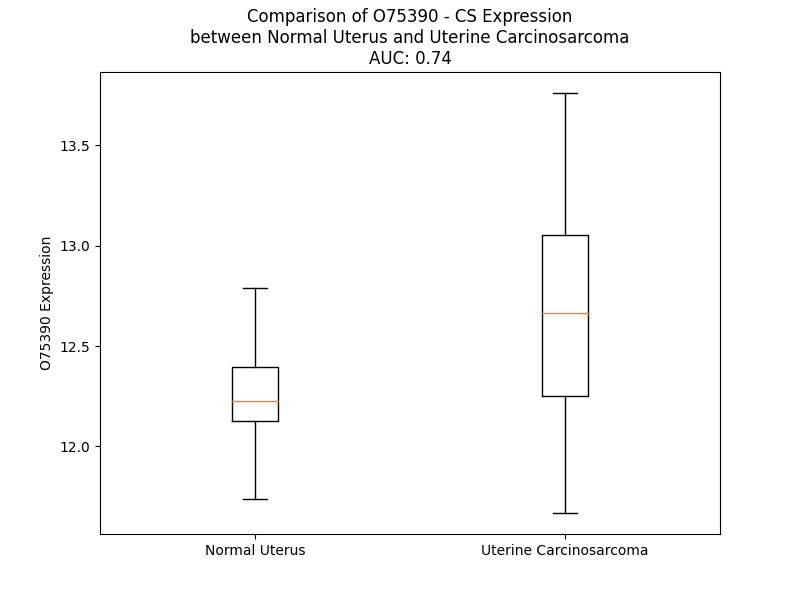 Comparison of O75390 - CS Expression
between Normal Uterus and Uterine Carcinosarcoma
AUC: 0.74
O75390 Expression
13.5
13.0
12.5
12.0
Normal Uterus
Uterine Carcinosarcoma